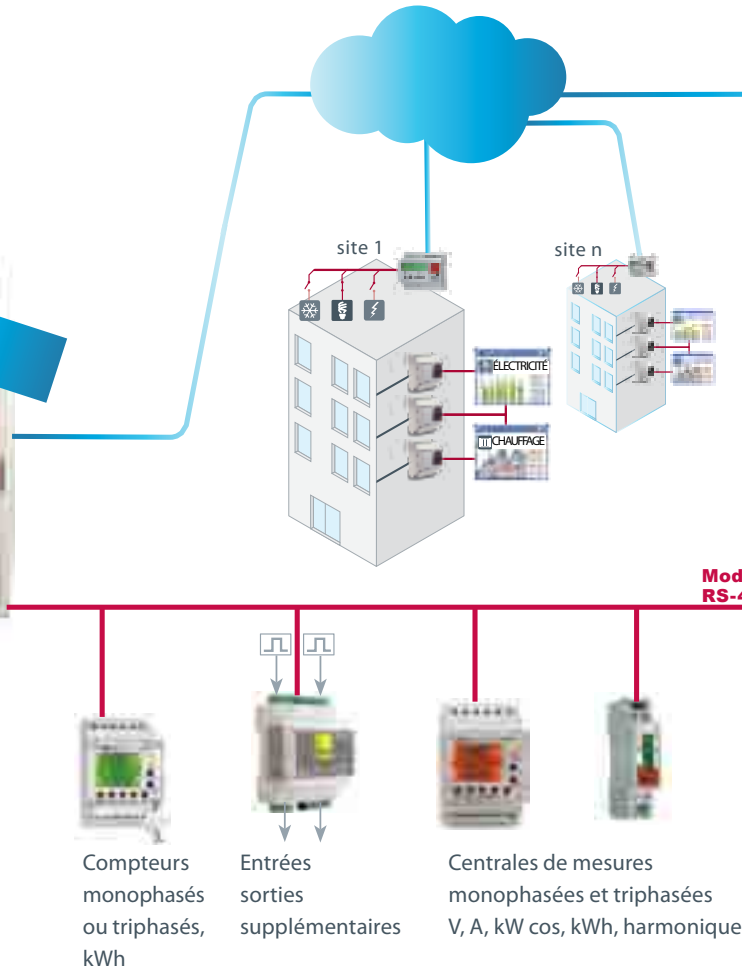 site 1
site n
ÉLECTRICITÉ
CHAUFFAGE
Mod
RS-4
Compteurs
monophasés
ou triphasés,
kWh
Entrées
sorties
supplémentaires
Centrales de mesures
monophasées et triphasées
V, A, kW cos, kWh, harmonique